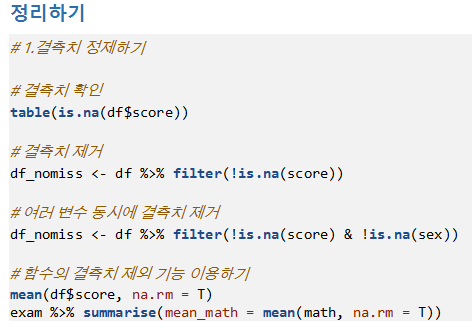 정리하기
# 1.결측치 정제하기
# 결측치 확인
table(is.na(df$score))
# 결측치 제거
df_nomiss <- df %>% filter(!is.na(score))
# 여러 변수 동시에 결측치 제거
df_nomiss <- df %>% filter(!is.na(score) & !is.na(sex))
# 함수의 결측치 제외 기능 이용하기
mean(df$score, na.rm = T)
exam %>% summarise(mean_math = mean(math, na.rm = T))